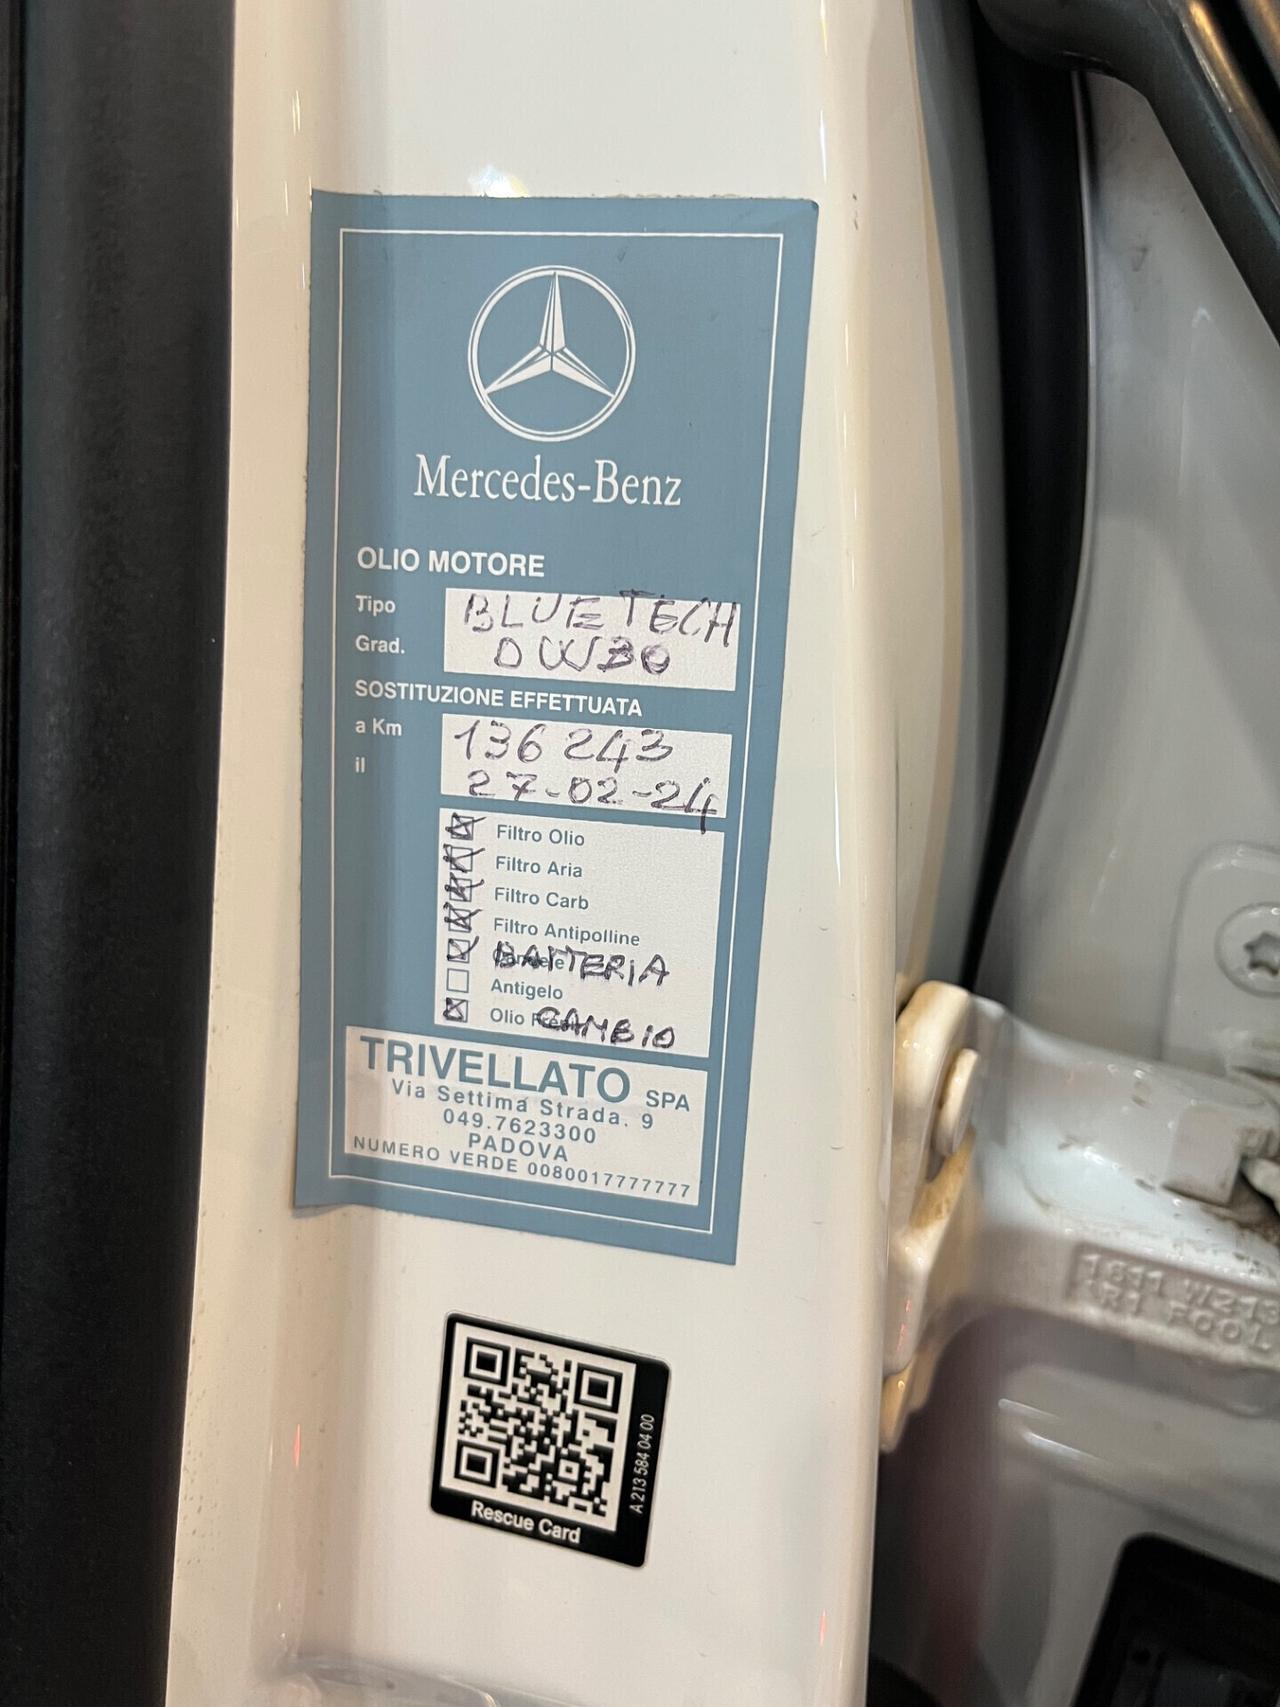 Mercedes-Benz
OLIO MOTORE
Tipo BLUETECH
Grad. 0W30
SOSTITUZIONE EFFETTUATA
a Km 136243
il 27-02-24
Filtro Olio
Filtro Aria
Filtro Carb
Filtro Antipolline
BATTERIA
Antigelo
Olio CAMBIO
TRIVELLATO SPA
Via Settima Strada, 9
049.7623300
PADOVA
NUMERO VERDE 0080017777777
Rescue Card
A 213 584 04 00
1811 W213